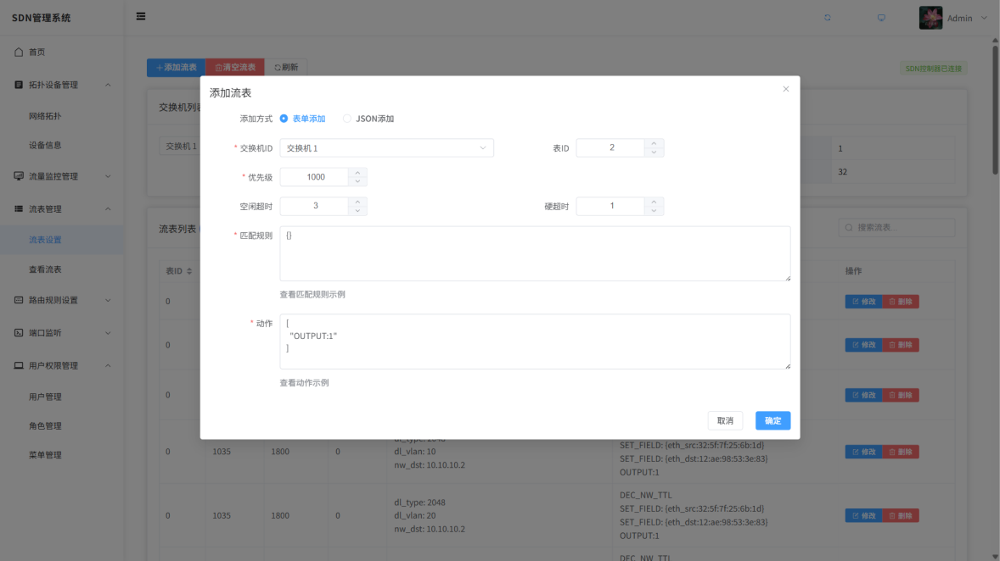 SDN管理系统
Admin
首页
拓扑设备管理
网络拓扑
设备信息
流量监控管理
流表管理
流表设置
查看流表
路由规则设置
端口监听
用户权限管理
用户管理
角色管理
菜单管理
添加流表
清空流表
刷新
SDN控制器已连接
交换机列表
交换机 1
1
32
流表列表
搜索流表...
表ID
操作
0
修改
删除
0
修改
删除
0
修改
删除
添加流表
添加方式
表单添加
JSON添加
* 交换机ID
交换机 1
表ID
2
* 优先级
1000
空闲超时
3
硬超时
1
* 匹配规则
{}
查看匹配规则示例
* 动作
[
"OUTPUT:1"
]
查看动作示例
取消
确定
0
1035
1800
0
dl_type: 2048
dl_vlan: 10
nw_dst: 10.10.10.2
SET_FIELD: {eth_src:32:5f:7f:25:6b:1d}
SET_FIELD: {eth_dst:12:ae:98:53:3e:83}
OUTPUT:1
修改
删除
0
1035
1800
0
dl_type: 2048
dl_vlan: 20
nw_dst: 10.10.10.2
DEC_NW_TTL
SET_FIELD: {eth_src:32:5f:7f:25:6b:1d}
SET_FIELD: {eth_dst:12:ae:98:53:3e:83}
OUTPUT:1
修改
删除
DEC_NW_TTL